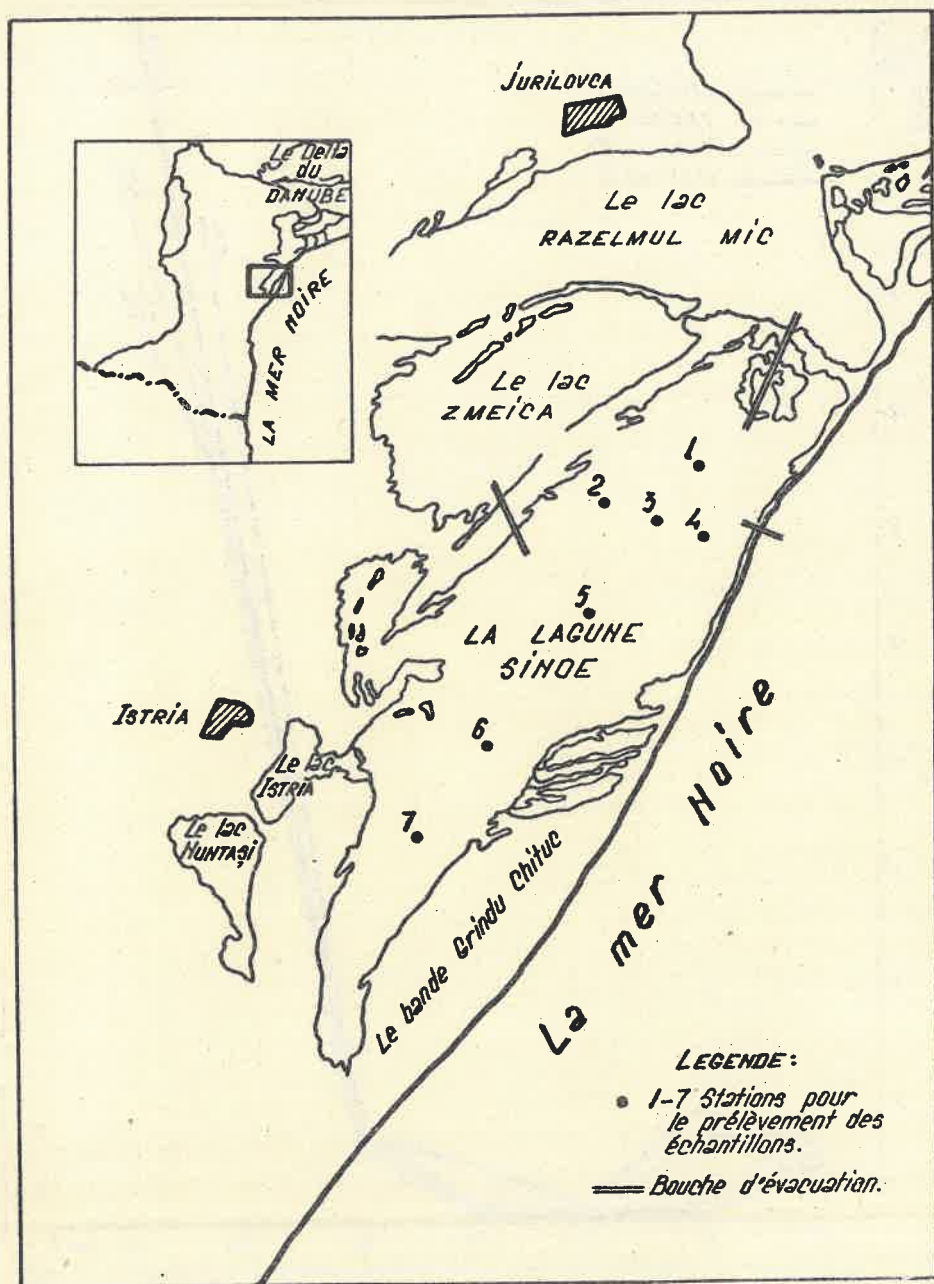 JURILOVCA
Le Delta
du
DANUBE
LA MER NOIRE
Le lac
RAZELMUL MIC
Le lac
ZMEICA
1
2
3
4
5
LA LAGUNE
SINOE
ISTRIA
6
Le lac
ISTRIA
7
Le lac
NUNTAȘI
Le bande Grindu Chituc
La mer Noire
LEGENDE:
1-7 Stations pour
le prélèvement des
échantillons.
Bouche d'évacuation.